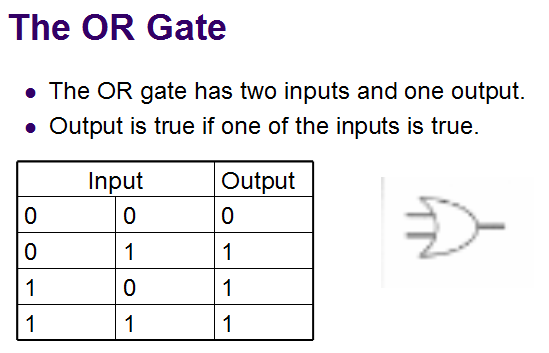 The OR Gate
• The OR gate has two inputs and one output.
• Output is true if one of the inputs is true.
Input Output
0 0 0
0 1 1
1 0 1
1 1 1